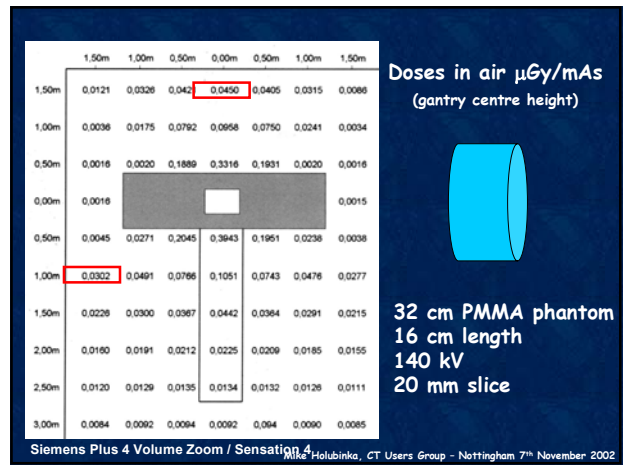 1,50m 1,00m 0,50m 0,00m 0,50m 1,00m 1,50m
1,50m 0,0121 0,0326 0,042 0,0450 0,0405 0,0315 0,0086
1,00m 0,0036 0,0175 0,0792 0,0958 0,0750 0,0241 0,0034
0,50m 0,0016 0,0020 0,1889 0,3316 0,1931 0,0020 0,0016
0,00m 0,0016 0,0015
0,50m 0,0045 0,0271 0,2045 0,3943 0,1951 0,0238 0,0038
1,00m 0,0302 0,0491 0,0766 0,1051 0,0743 0,0476 0,0277
1,50m 0,0226 0,0300 0,0367 0,0442 0,0364 0,0291 0,0215
2,00m 0,0160 0,0191 0,0212 0,0225 0,0209 0,0185 0,0155
2,50m 0,0120 0,0129 0,0135 0,0134 0,0132 0,0126 0,0111
3,00m 0,0084 0,0092 0,0094 0,0092 0,094 0,0090 0,0085
Doses in air µGy/mAs
(gantry centre height)
32 cm PMMA phantom
16 cm length
140 kV
20 mm slice
Siemens Plus 4 Volume Zoom / Sensation 4
Mike Holubinka, CT Users Group - Nottingham 7th November 2002